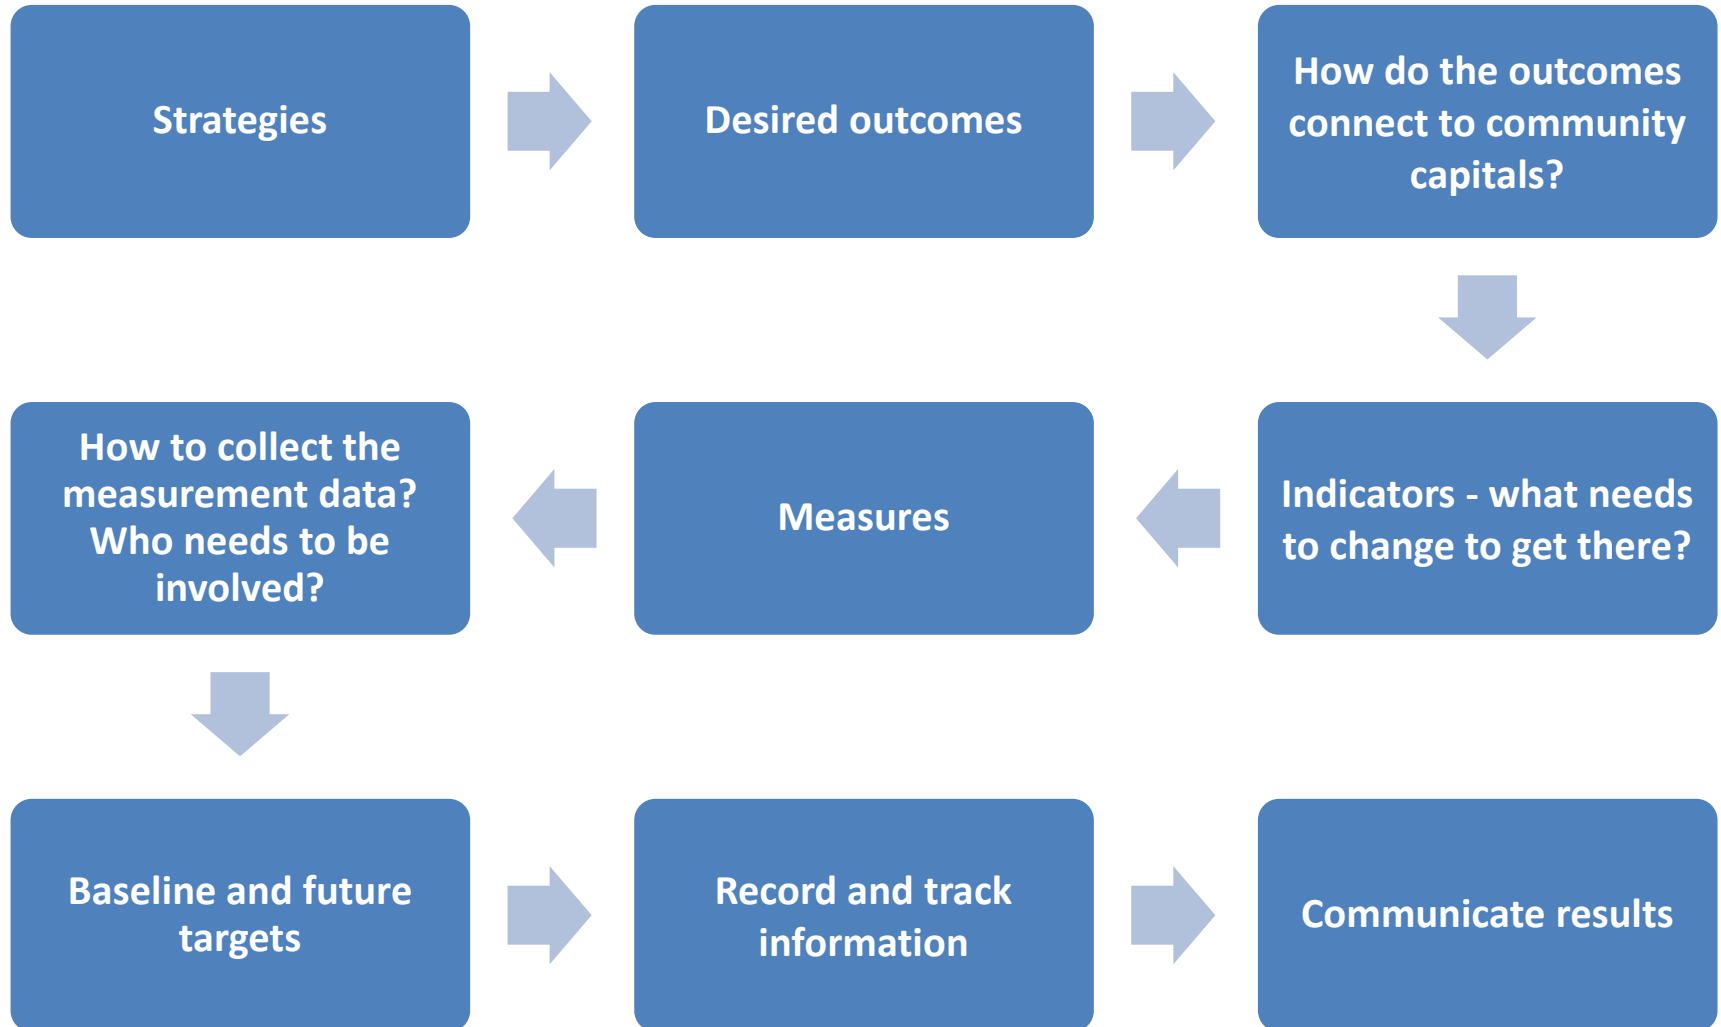 Strategies
Desired outcomes
How do the outcomes
connect to community
capitals?
Indicators - what needs
to change to get there?
Measures
How to collect the
measurement data?
Who needs to be
involved?
Baseline and future
targets
Record and track
information
Communicate results